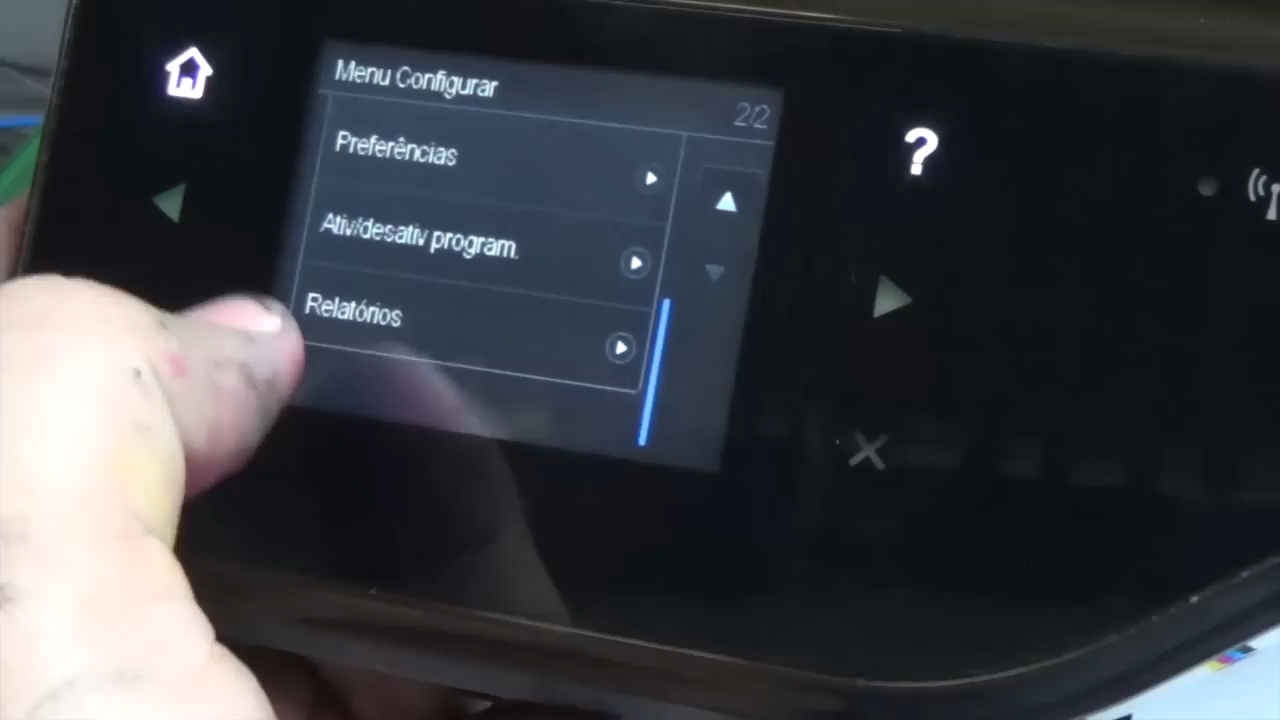 Menu Configurar
2/2
Preferências
Ativ/desativ program.
Relatórios
?